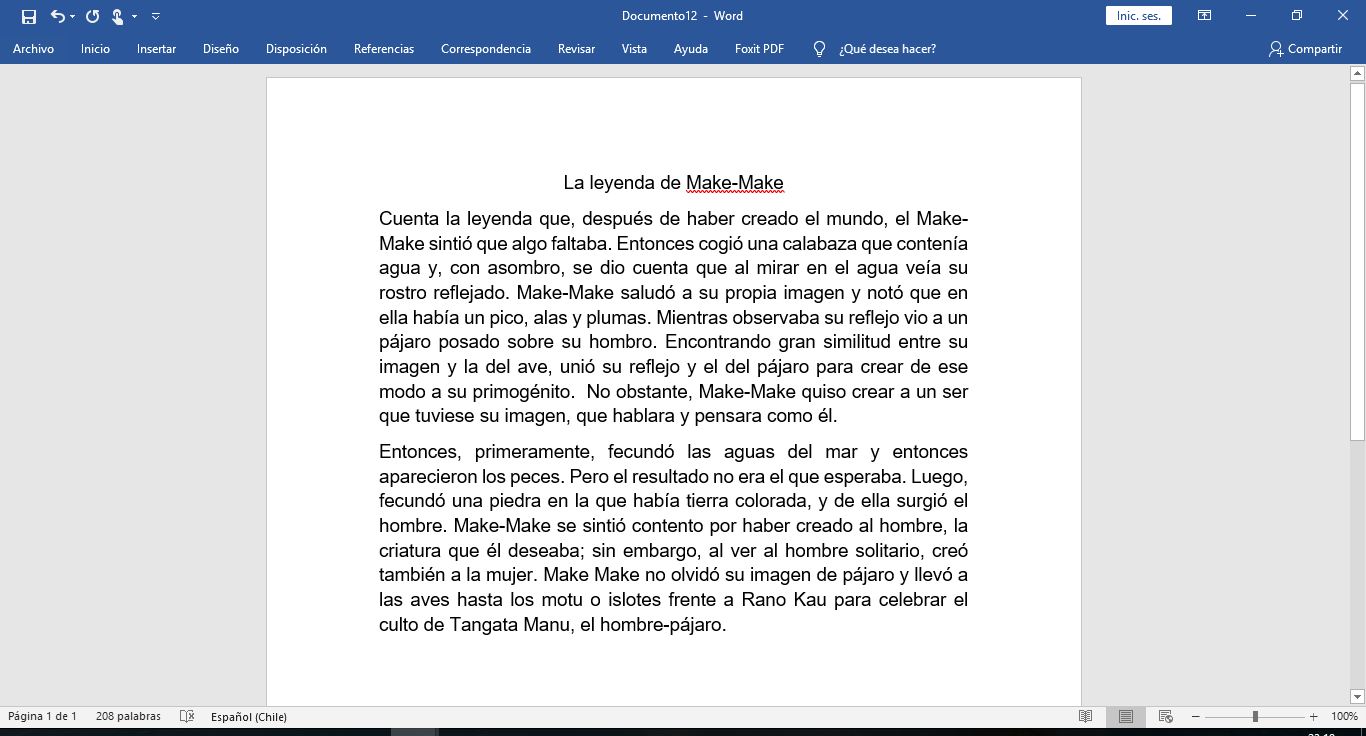 Documento12 - Word
Inic. ses.
Archivo Inicio Insertar Diseño Disposición Referencias Correspondencia Revisar Vista Ayuda Foxit PDF ¿Qué desea hacer? Compartir
La leyenda de Make-Make
Cuenta la leyenda que, después de haber creado el mundo, el Make-
Make sintió que algo faltaba. Entonces cogió una calabaza que contenía
agua y, con asombro, se dio cuenta que al mirar en el agua veía su
rostro reflejado. Make-Make saludó a su propia imagen y notó que en
ella había un pico, alas y plumas. Mientras observaba su reflejo vio a un
pájaro posado sobre su hombro. Encontrando gran similitud entre su
imagen y la del ave, unió su reflejo y el del pájaro para crear de ese
modo a su primogénito.  No obstante, Make-Make quiso crear a un ser
que tuviese su imagen, que hablara y pensara como él.
Entonces, primeramente, fecundó las aguas del mar y entonces
aparecieron los peces. Pero el resultado no era el que esperaba. Luego,
fecundó una piedra en la que había tierra colorada, y de ella surgió el
hombre. Make-Make se sintió contento por haber creado al hombre, la
criatura que él deseaba; sin embargo, al ver al hombre solitario, creó
también a la mujer. Make Make no olvidó su imagen de pájaro y llevó a
las aves hasta los motu o islotes frente a Rano Kau para celebrar el
culto de Tangata Manu, el hombre-pájaro.
Página 1 de 1 208 palabras Español (Chile) 100%